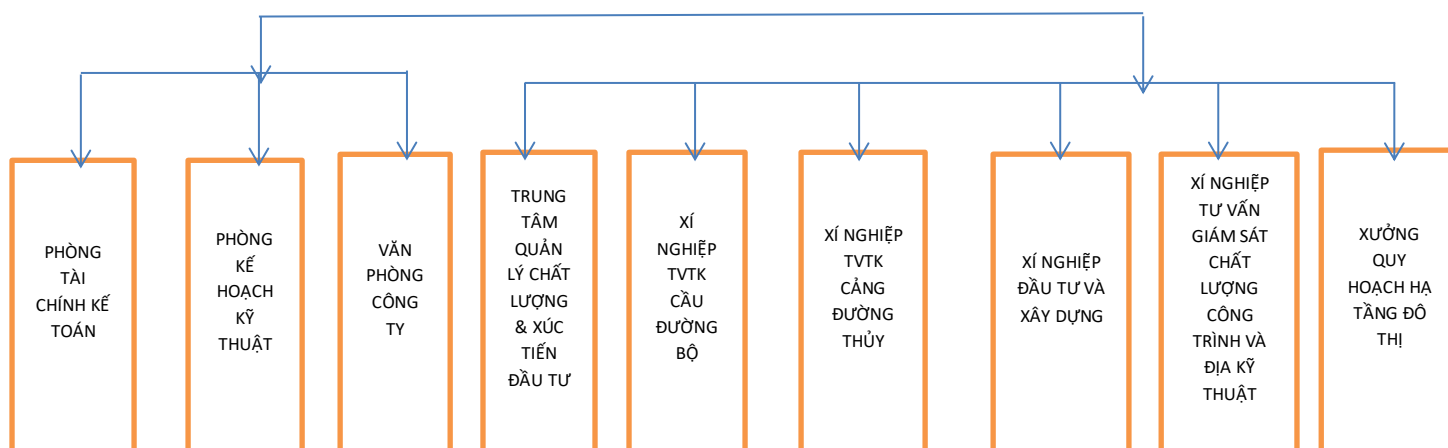 PHÒNG
TÀI
CHÍNH KẾ
TOÁN
PHÒNG
KẾ
HOẠCH
KỸ
THUẬT
VĂN
PHÒNG
CÔNG
TY
TRUNG
TÂM
QUẢN
LÝ CHẤT
LƯỢNG
& XÚC
TIẾN
ĐẦU TƯ
XÍ
NGHIỆP
TVTK
CẦU
ĐƯỜNG
BỘ
XÍ NGHIỆP
TVTK
CẢNG
ĐƯỜNG
THỦY
XÍ NGHIỆP
ĐẦU TƯ VÀ
XÂY DỰNG
XÍ NGHIỆP
TƯ VẤN
GIÁM SÁT
CHẤT
LƯỢNG
CÔNG
TRÌNH VÀ
ĐỊA KỸ
THUẬT
XƯỞNG
QUY
HOẠCH HẠ
TẦNG ĐÔ
THỊ